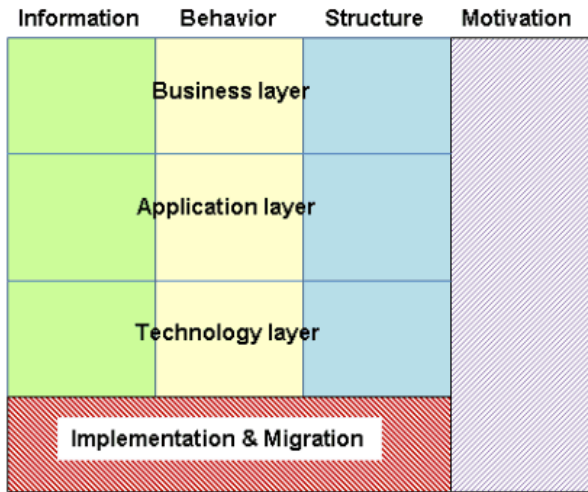 Information Behavior Structure Motivation
Business layer
Application layer
Technology layer
Implementation & Migration